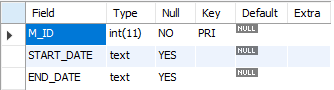 Field Type Null Key Default Extra
M_ID int(11) NO PRI NULL
START_DATE text YES NULL
END_DATE text YES NULL